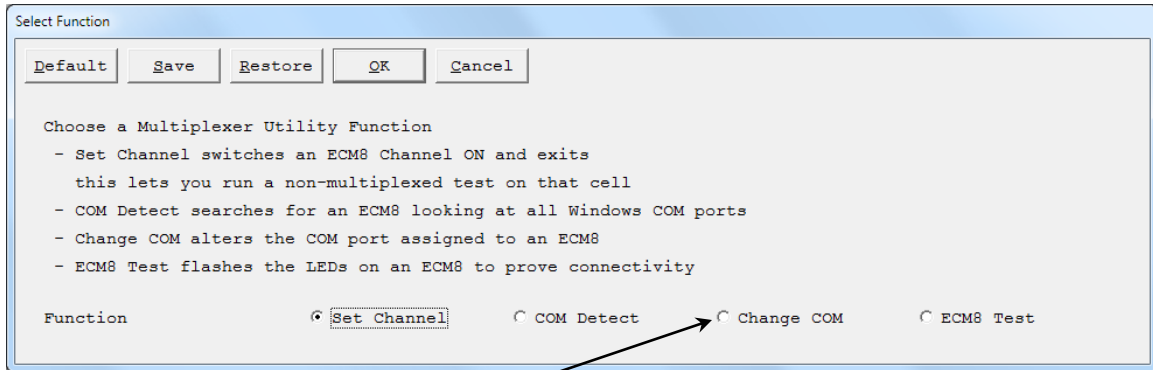 Select Function
Default Save Restore OK Cancel
Choose a Multiplexer Utility Function
- Set Channel switches an ECM8 Channel ON and exits
this lets you run a non-multiplexed test on that cell
- COM Detect searches for an ECM8 looking at all Windows COM ports
- Change COM alters the COM port assigned to an ECM8
- ECM8 Test flashes the LEDs on an ECM8 to prove connectivity
Function Set Channel COM Detect Change COM ECM8 Test